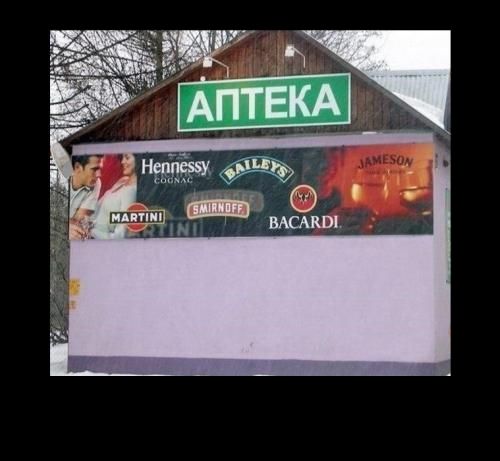 АПТЕКА
Hennessy
COGNAC
BAILEYS
JAMESON
MARTINI
SMIRNOFF
BACARDI